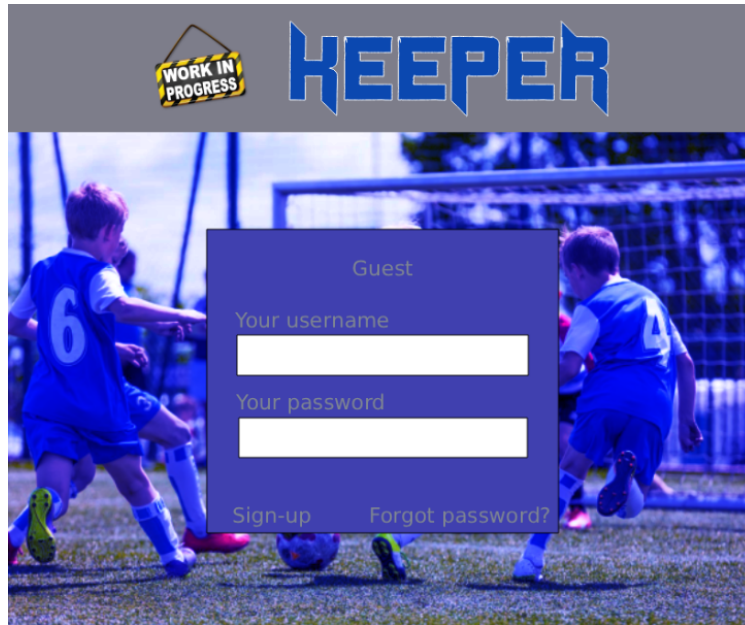 WORK IN
PROGRESS
KEEPER
Guest
Your username
Your password
Sign-up
Forgot password?
6
4